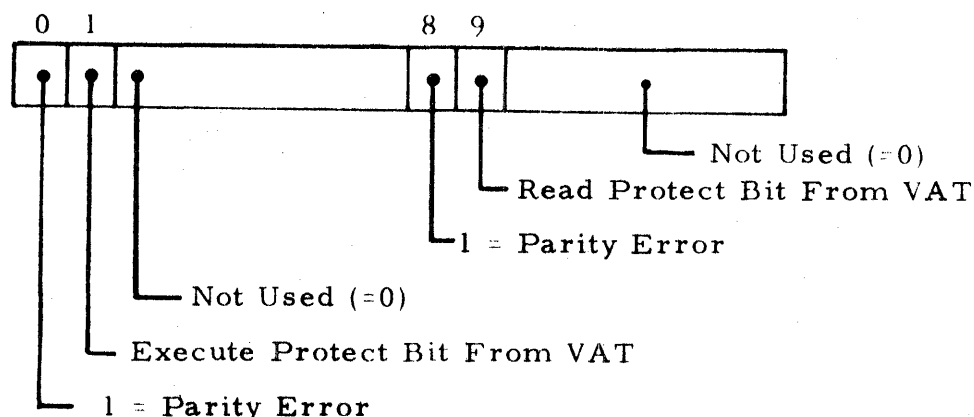 0 1 8 9
Not Used (=0)
Read Protect Bit From VAT
1 = Parity Error
Not Used (=0)
Execute Protect Bit From VAT
1 = Parity Error